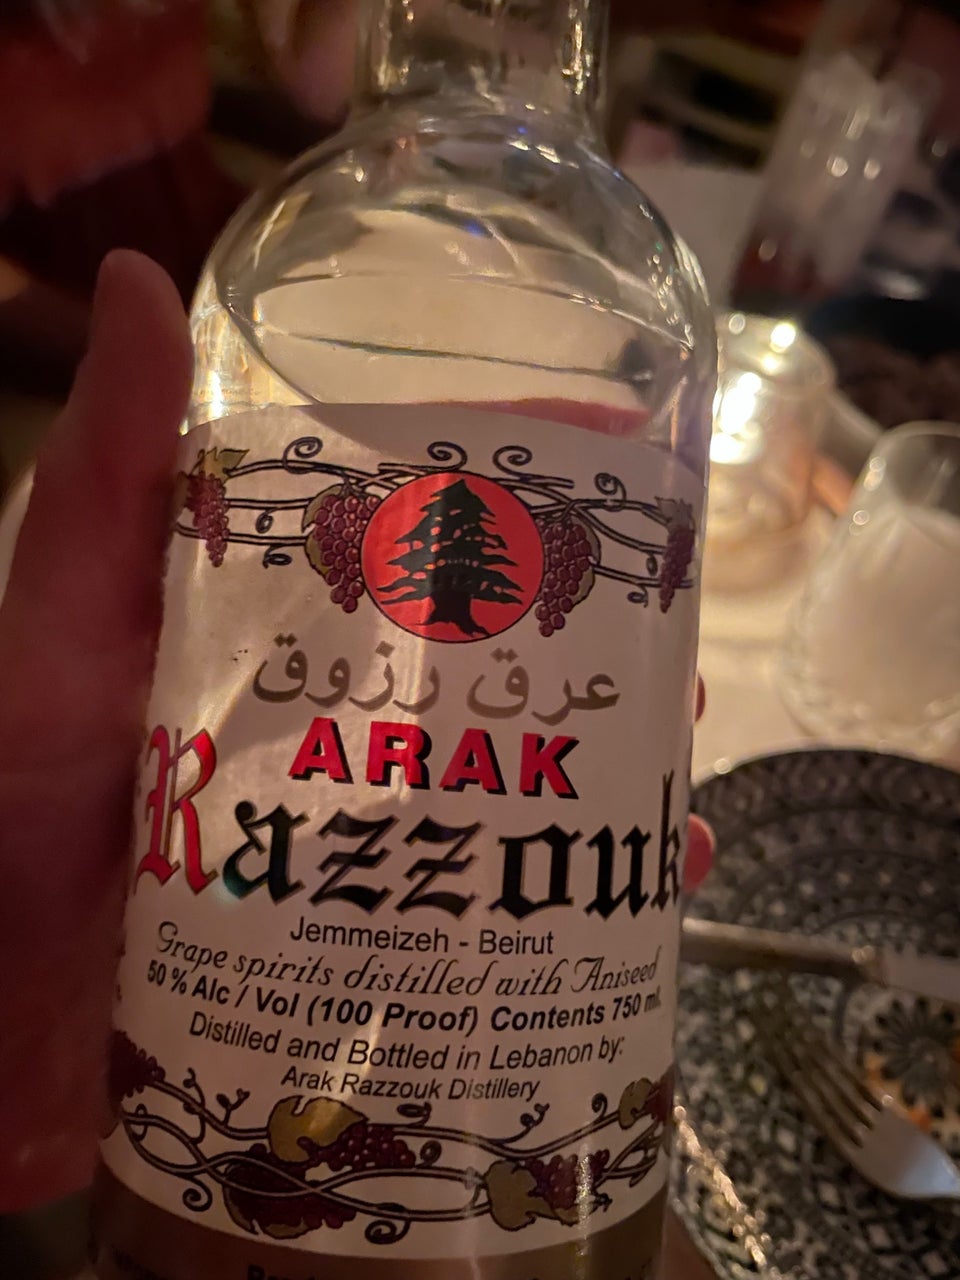 عرق رزوق
ARAK
Razzouk
Jemmeizeh - Beirut
Grape spirits distilled with Aniseed
50 % Alc / Vol (100 Proof) Contents 750 ml.
Distilled and Bottled in Lebanon by:
Arak Razzouk Distillery